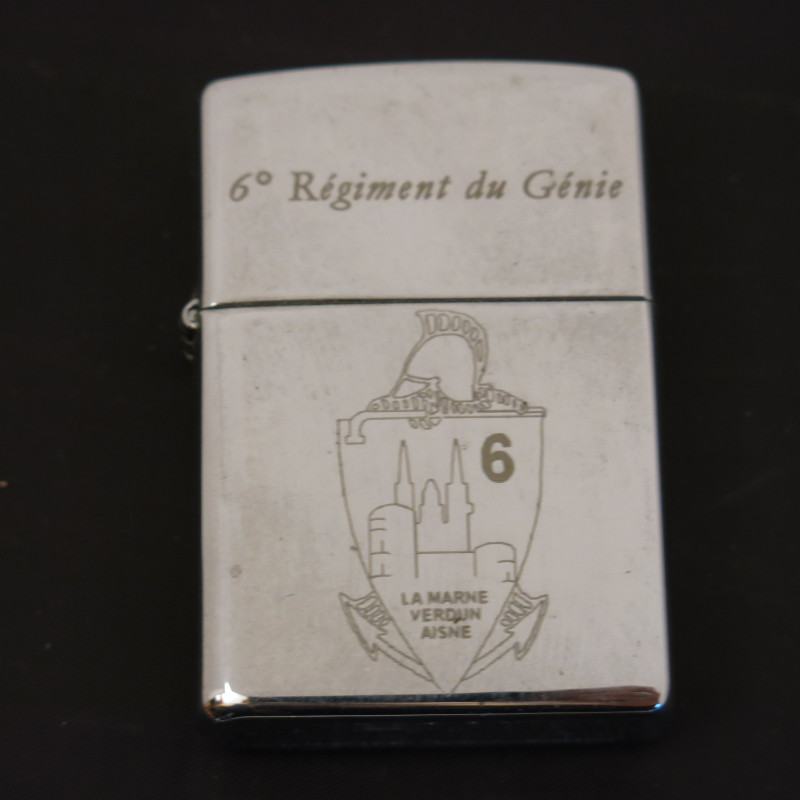 6° Régiment du Génie
6
LA MARNE
VERDUN
AISNE